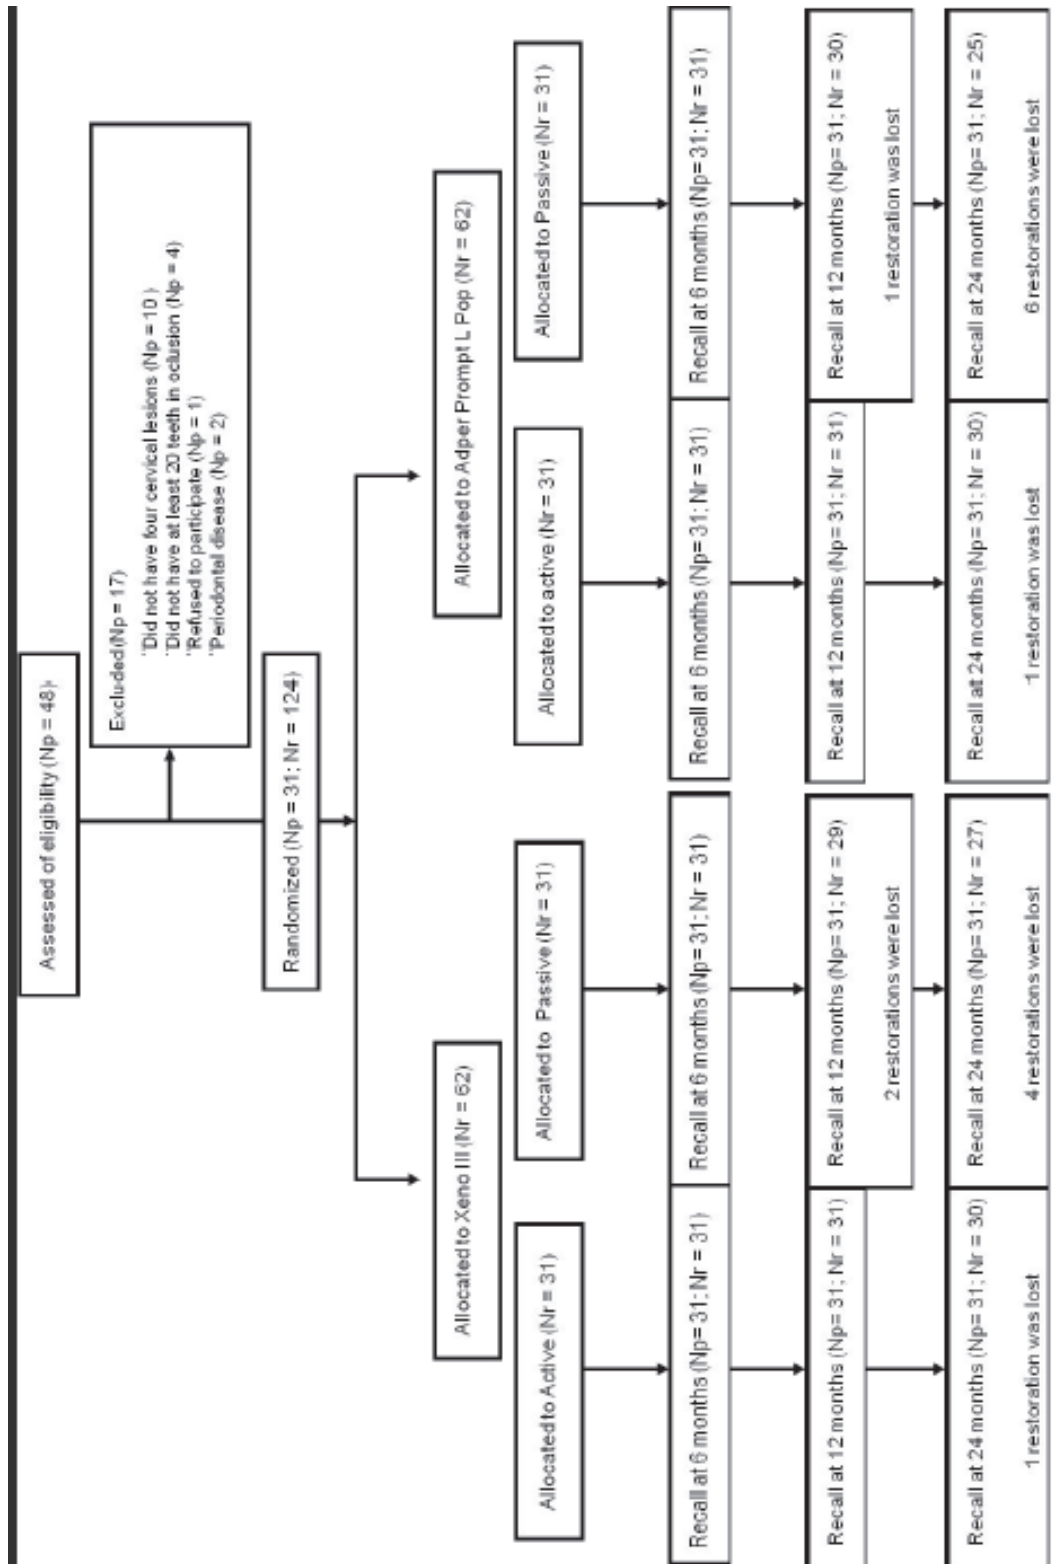 Assessed of eligibility (Np = 48)
Excluded (Np = 17)
"Did not have four cervical lesions (Np = 10 )
"Did not have at least 20 teeth in oclusion (Np = 4)
"Refused to participate (Np = 1)
"Periodontal disease (Np = 2)
Randomized (Np = 31; Nr = 124)
Allocated to Xeno III (Nr = 62)
Allocated to Adper Prompt L Pop (Nr = 62)
Allocated to Active (Nr = 31)
Allocated to Passive (Nr = 31)
Allocated to active (Nr = 31)
Allocated to Passive (Nr = 31)
Recall at 6 months (Np= 31; Nr = 31)
Recall at 6 months (Np= 31; Nr = 31)
Recall at 6 months (Np= 31; Nr = 31)
Recall at 6 months (Np= 31; Nr = 31)
Recall at 12 months (Np= 31; Nr = 31)
Recall at 12 months (Np= 31; Nr = 29)
2 restorations were lost
Recall at 12 months (Np= 31; Nr = 31)
Recall at 12 months (Np= 31; Nr = 30)
1 restoration was lost
Recall at 24 months (Np= 31; Nr = 30)
1 restoration was lost
Recall at 24 months (Np= 31; Nr = 27)
4 restorations were lost
Recall at 24 months (Np= 31; Nr = 30)
1 restoration was lost
Recall at 24 months (Np= 31; Nr = 25)
6 restorations were lost